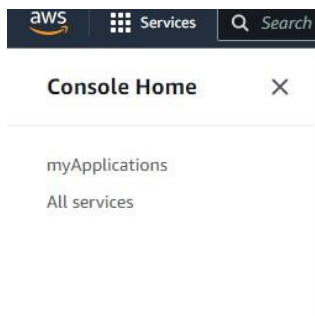 aws Services Search
Console Home
myApplications
All services